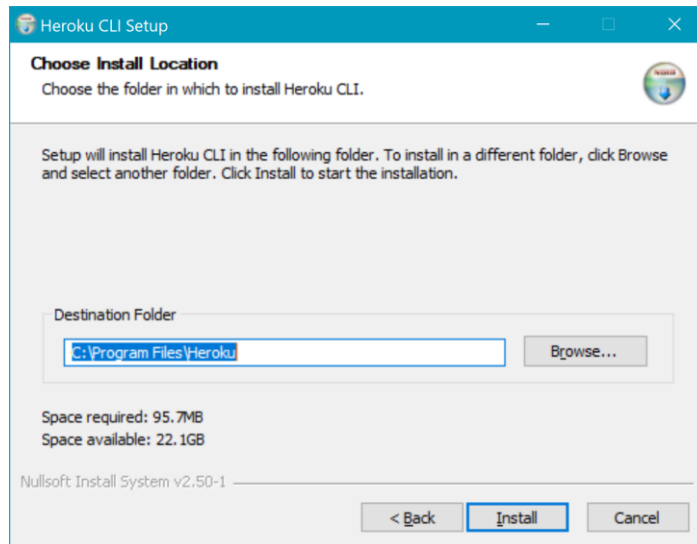 Heroku CLI Setup
Choose Install Location
Choose the folder in which to install Heroku CLI.
Setup will install Heroku CLI in the following folder. To install in a different folder, click Browse
and select another folder. Click Install to start the installation.
Destination Folder
C:\Program Files\Heroku
Browse...
Space required: 95.7MB
Space available: 22.1GB
Nullsoft Install System v2.50-1
< Back
Install
Cancel